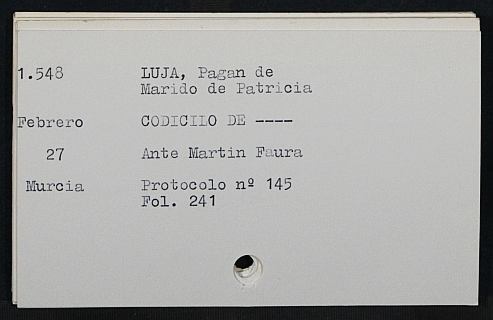 1.548 LUJA, Pagan de
Marido de Patricia
Febrero CODICILO DE ----
27 Ante Martin Faura
Murcia Protocolo nº 145
Fol. 241